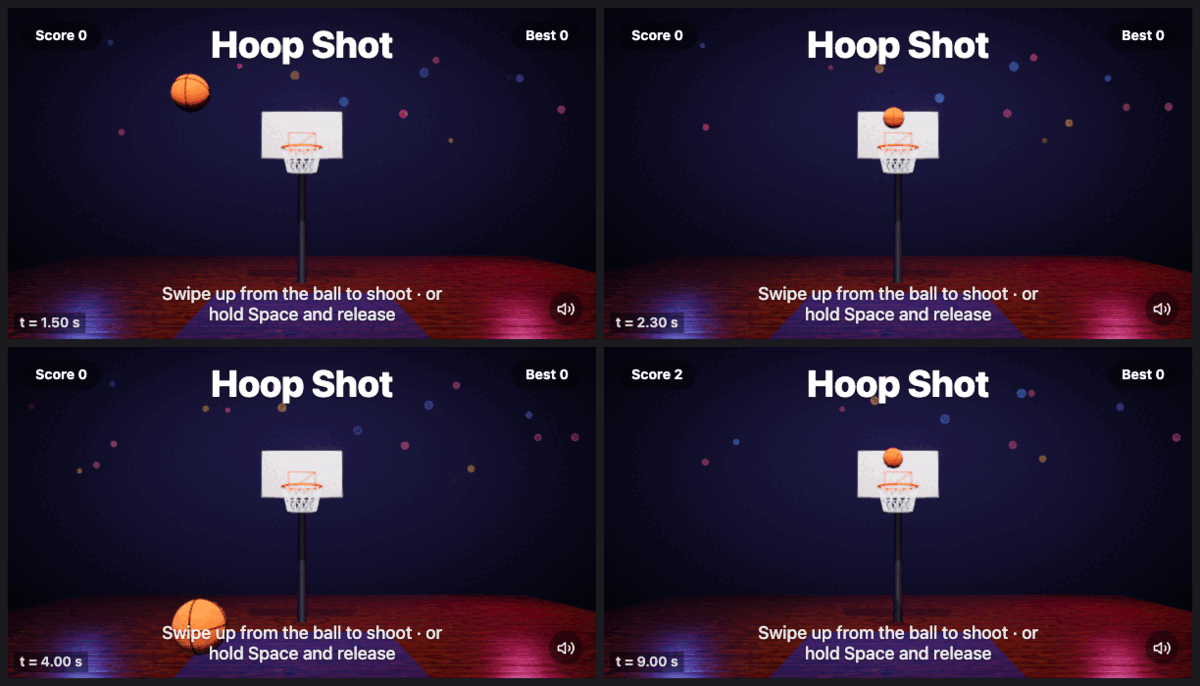 Score 0
Hoop Shot
Best 0
Swipe up from the ball to shoot · or
hold Space and release
t = 1.50 s
Score 0
Hoop Shot
Best 0
Swipe up from the ball to shoot · or
hold Space and release
t = 2.30 s
Score 0
Hoop Shot
Best 0
Swipe up from the ball to shoot · or
hold Space and release
t = 4.00 s
Score 2
Hoop Shot
Best 0
Swipe up from the ball to shoot · or
hold Space and release
t = 9.00 s